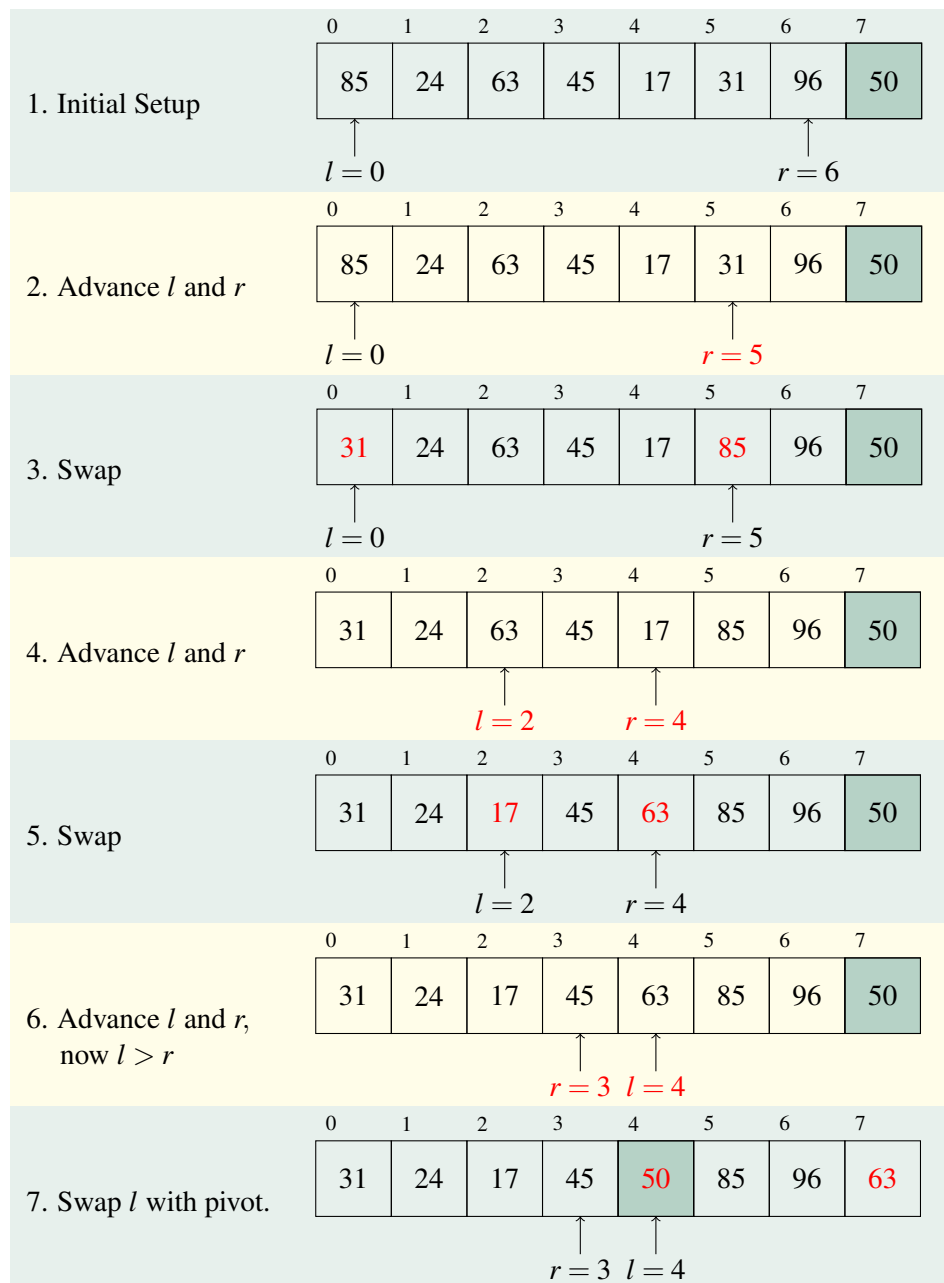 0 1 2 3 4 5 6 7
85 24 63 45 17 31 96 50
1. Initial Setup
l = 0 r = 6
0 1 2 3 4 5 6 7
85 24 63 45 17 31 96 50
2. Advance l and r
l = 0 r = 5
0 1 2 3 4 5 6 7
31 24 63 45 17 85 96 50
3. Swap
l = 0 r = 5
0 1 2 3 4 5 6 7
31 24 63 45 17 85 96 50
4. Advance l and r
l = 2 r = 4
0 1 2 3 4 5 6 7
31 24 17 45 63 85 96 50
5. Swap
l = 2 r = 4
0 1 2 3 4 5 6 7
31 24 17 45 63 85 96 50
6. Advance l and r,
now l > r
r = 3 l = 4
0 1 2 3 4 5 6 7
31 24 17 45 50 85 96 63
7. Swap l with pivot.
r = 3 l = 4